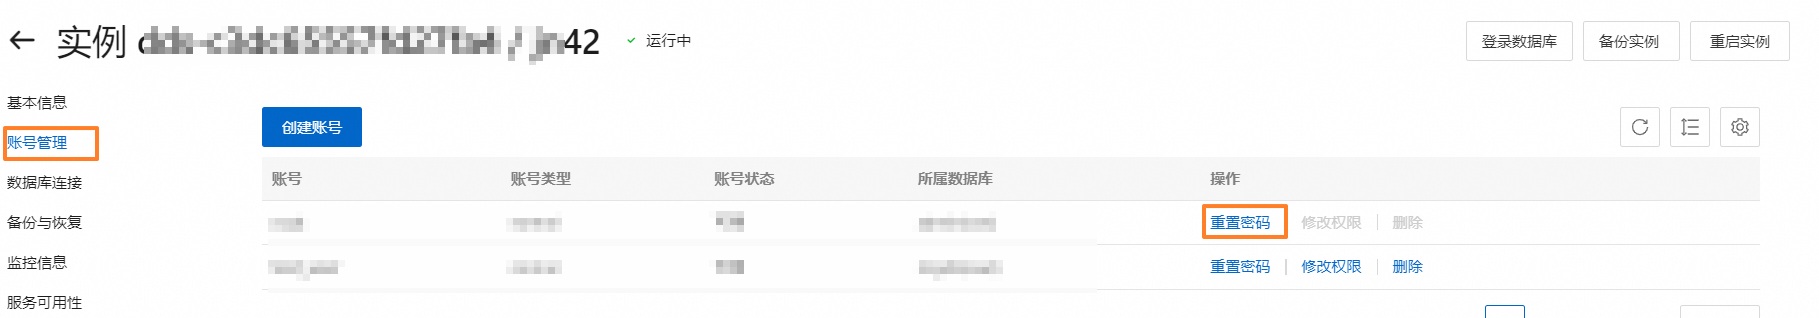 实例
42
运行中
登录数据库
备份实例
重启实例
基本信息
账号管理
数据库连接
备份与恢复
监控信息
服务可用性
创建账号
账号 账号类型 账号状态 所属数据库 操作
重置密码 修改权限 删除
重置密码 修改权限 删除